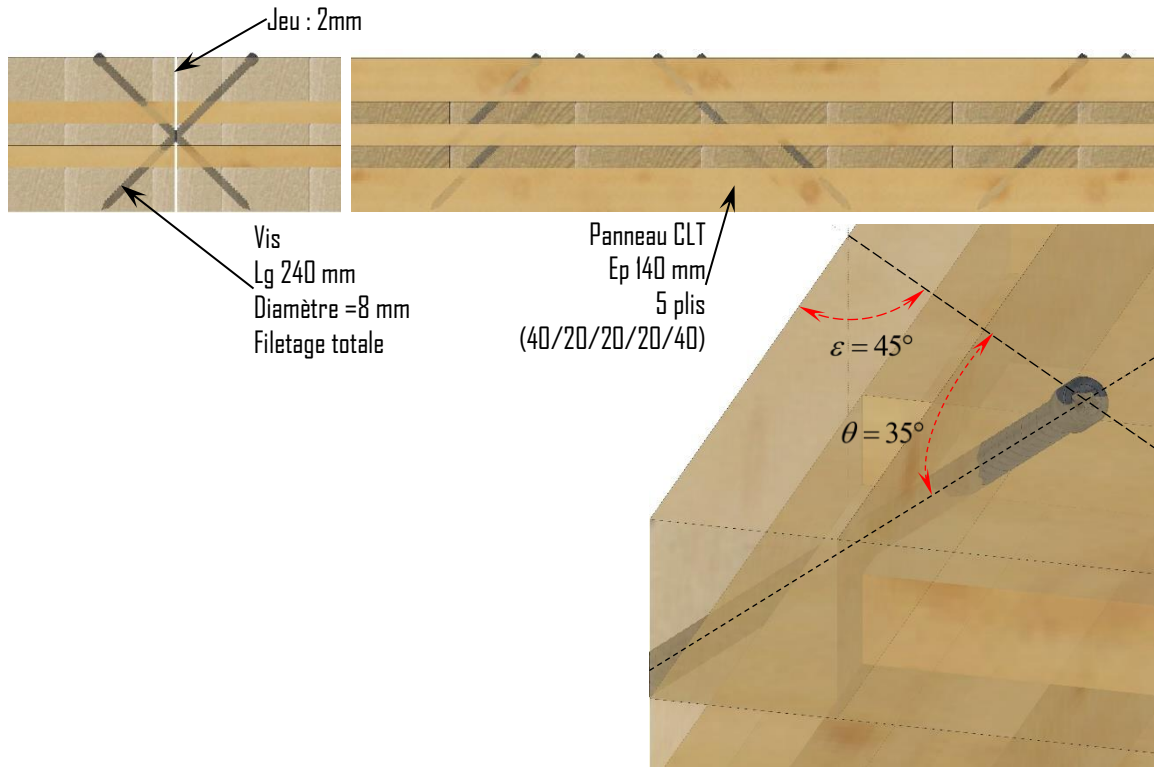 Jeu : 2mm
Vis
Lg 240 mm
Diamètre =8 mm
Filetage totale
Panneau CLT
Ep 140 mm
5 plis
(40/20/20/20/40)
ε = 45°
θ = 35°